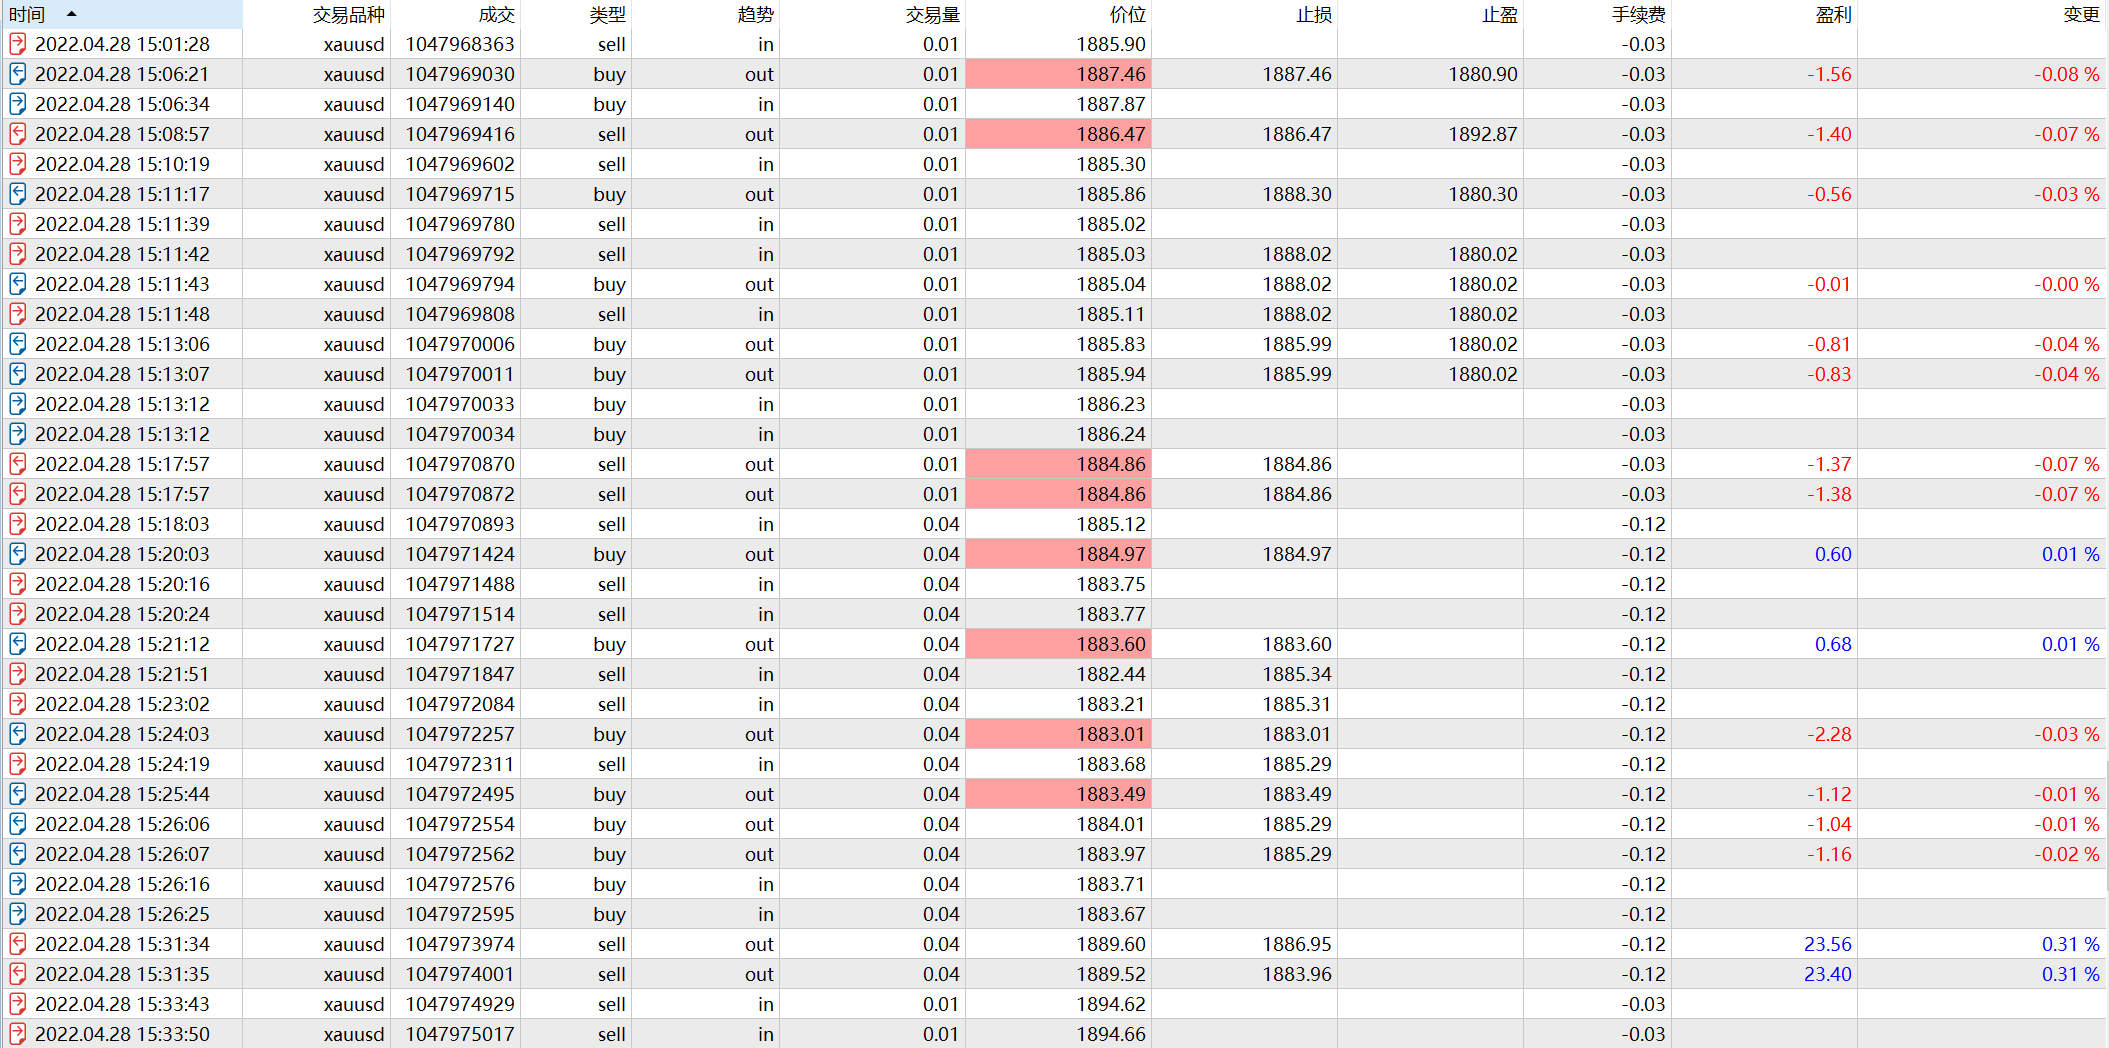 时间 交易品种 成交 类型 趋势 交易量 价位 止损 止盈 手续费 盈利 变更
2022.04.28 15:01:28 xauusd 1047968363 sell in 0.01 1885.90 -0.03
2022.04.28 15:06:21 xauusd 1047969030 buy out 0.01 1887.46 1887.46 1880.90 -0.03 -1.56 -0.08 %
2022.04.28 15:06:34 xauusd 1047969140 buy in 0.01 1887.87 -0.03
2022.04.28 15:08:57 xauusd 1047969416 sell out 0.01 1886.47 1886.47 1892.87 -0.03 -1.40 -0.07 %
2022.04.28 15:10:19 xauusd 1047969602 sell in 0.01 1885.30 -0.03
2022.04.28 15:11:17 xauusd 1047969715 buy out 0.01 1885.86 1888.30 1880.30 -0.03 -0.56 -0.03 %
2022.04.28 15:11:39 xauusd 1047969780 sell in 0.01 1885.02 -0.03
2022.04.28 15:11:42 xauusd 1047969792 sell in 0.01 1885.03 1888.02 1880.02 -0.03
2022.04.28 15:11:43 xauusd 1047969794 buy out 0.01 1885.04 1888.02 1880.02 -0.03 -0.01 -0.00 %
2022.04.28 15:11:48 xauusd 1047969808 sell in 0.01 1885.11 1888.02 1880.02 -0.03
2022.04.28 15:13:06 xauusd 1047970006 buy out 0.01 1885.83 1885.99 1880.02 -0.03 -0.81 -0.04 %
2022.04.28 15:13:07 xauusd 1047970011 buy out 0.01 1885.94 1885.99 1880.02 -0.03 -0.83 -0.04 %
2022.04.28 15:13:12 xauusd 1047970033 buy in 0.01 1886.23 -0.03
2022.04.28 15:13:12 xauusd 1047970034 buy in 0.01 1886.24 -0.03
2022.04.28 15:17:57 xauusd 1047970870 sell out 0.01 1884.86 1884.86 -0.03 -1.37 -0.07 %
2022.04.28 15:17:57 xauusd 1047970872 sell out 0.01 1884.86 1884.86 -0.03 -1.38 -0.07 %
2022.04.28 15:18:03 xauusd 1047970893 sell in 0.04 1885.12 -0.12
2022.04.28 15:20:03 xauusd 1047971424 buy out 0.04 1884.97 1884.97 -0.12 0.60 0.01 %
2022.04.28 15:20:16 xauusd 1047971488 sell in 0.04 1883.75 -0.12
2022.04.28 15:20:24 xauusd 1047971514 sell in 0.04 1883.77 -0.12
2022.04.28 15:21:12 xauusd 1047971727 buy out 0.04 1883.60 1883.60 -0.12 0.68 0.01 %
2022.04.28 15:21:51 xauusd 1047971847 sell in 0.04 1882.44 1885.34 -0.12
2022.04.28 15:23:02 xauusd 1047972084 sell in 0.04 1883.21 1885.31 -0.12
2022.04.28 15:24:03 xauusd 1047972257 buy out 0.04 1883.01 1883.01 -0.12 -2.28 -0.03 %
2022.04.28 15:24:19 xauusd 1047972311 sell in 0.04 1883.68 1885.29 -0.12
2022.04.28 15:25:44 xauusd 1047972495 buy out 0.04 1883.49 1883.49 -0.12 -1.12 -0.01 %
2022.04.28 15:26:06 xauusd 1047972554 buy out 0.04 1884.01 1885.29 -0.12 -1.04 -0.01 %
2022.04.28 15:26:07 xauusd 1047972562 buy out 0.04 1883.97 1885.29 -0.12 -1.16 -0.02 %
2022.04.28 15:26:16 xauusd 1047972576 buy in 0.04 1883.71 -0.12
2022.04.28 15:26:25 xauusd 1047972595 buy in 0.04 1883.67 -0.12
2022.04.28 15:31:34 xauusd 1047973974 sell out 0.04 1889.60 1886.95 -0.12 23.56 0.31 %
2022.04.28 15:31:35 xauusd 1047974001 sell out 0.04 1889.52 1883.96 -0.12 23.40 0.31 %
2022.04.28 15:33:43 xauusd 1047974929 sell in 0.01 1894.62 -0.03
2022.04.28 15:33:50 xauusd 1047975017 sell in 0.01 1894.66 -0.03